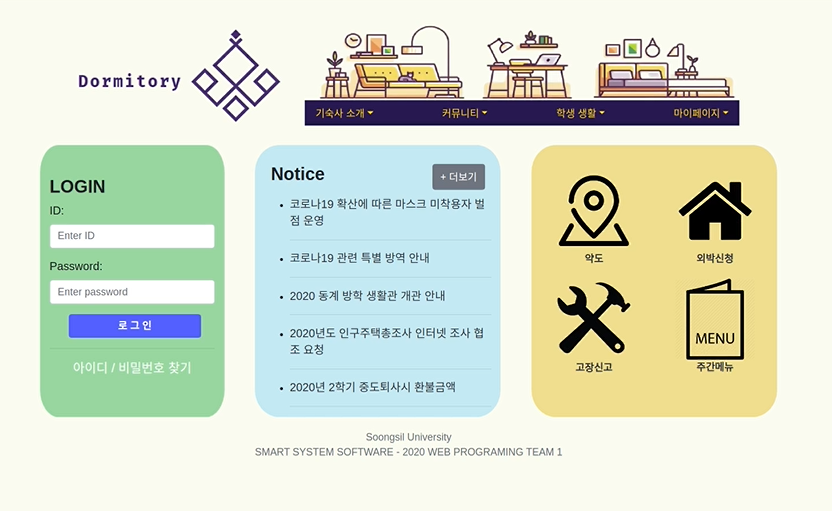 Dormitory
기숙사 소개
커뮤니티
학생 생활
마이페이지
LOGIN
ID:
Enter ID
Password:
Enter password
로그인
아이디 / 비밀번호 찾기
Notice
+ 더보기
코로나19 확산에 따른 마스크 미착용자 벌
점 운영
코로나19 관련 특별 방역 안내
2020 동계 방학 생활관 개관 안내
2020년도 인구주택총조사 인터넷 조사 협
조 요청
2020년 2학기 중도퇴사시 환불금액
약도
외박신청
고장신고
MENU
주간메뉴
Soongsil University
SMART SYSTEM SOFTWARE - 2020 WEB PROGRAMING TEAM 1